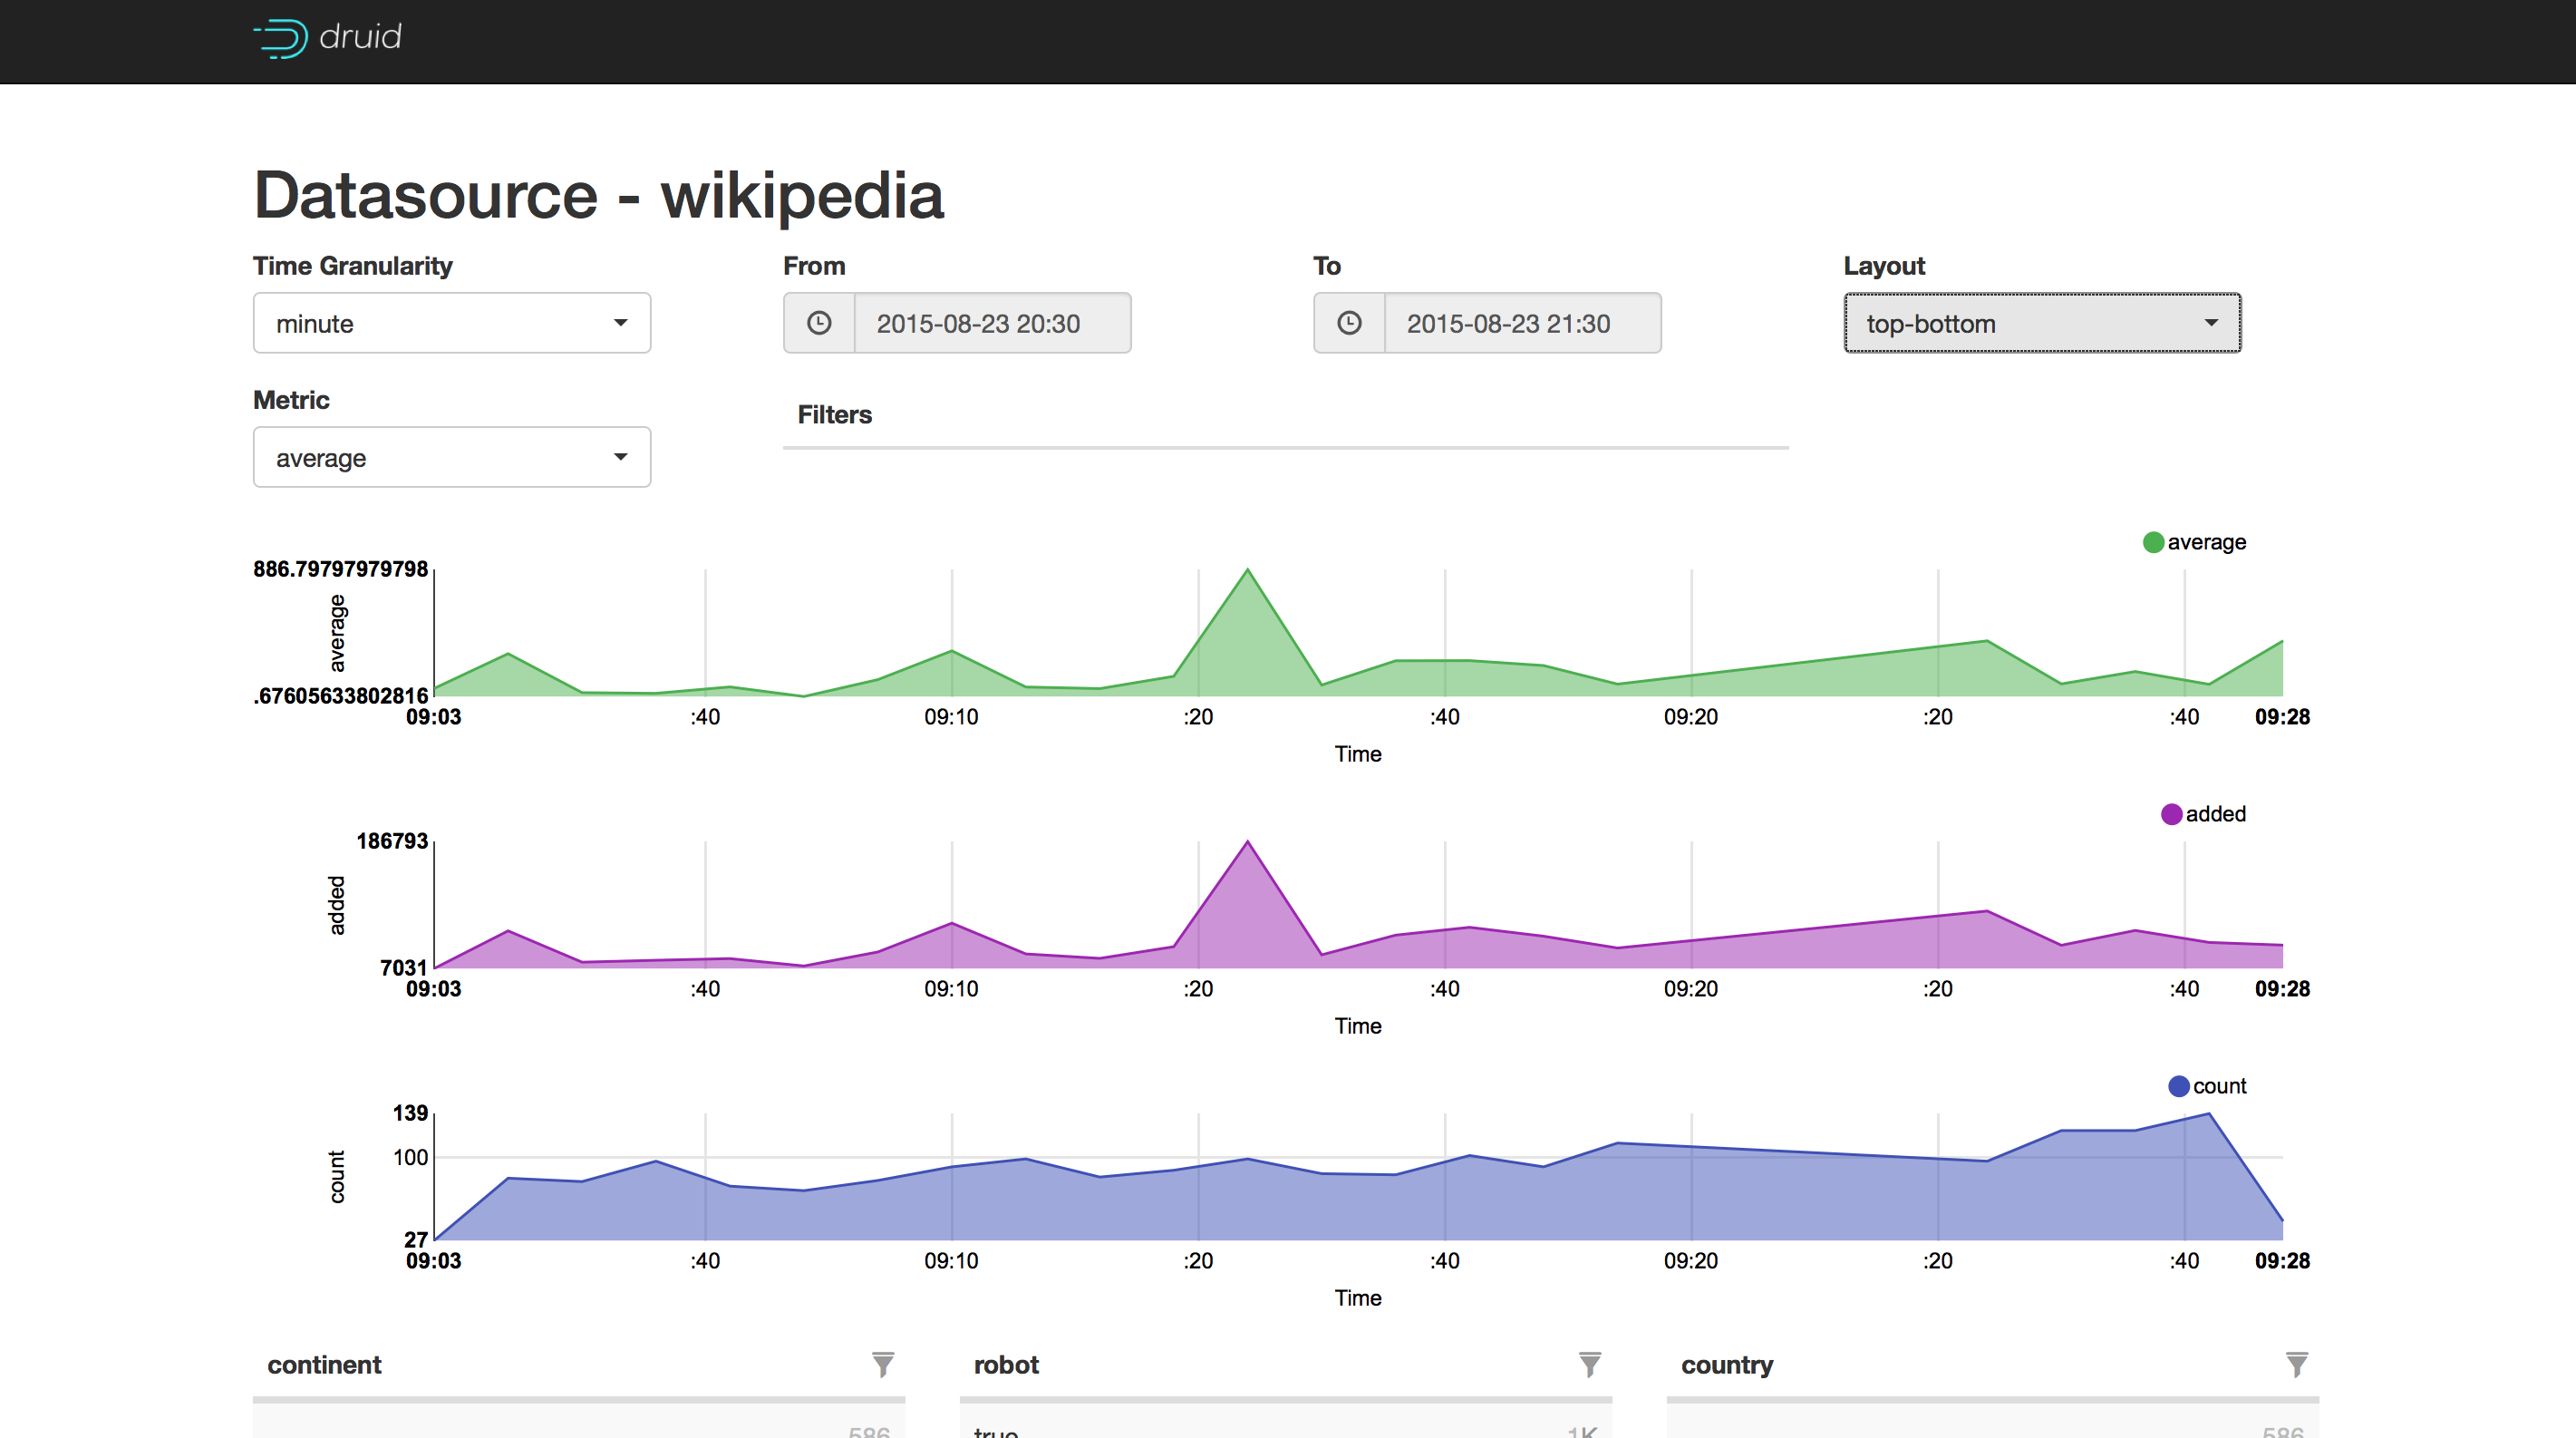 druid
Datasource - wikipedia
Time Granularity From To Layout
minute 2015-08-23 20:30 2015-08-23 21:30 top-bottom
Metric Filters
average
average
886.79797979798
average
.67605633802816
09:03 :40 09:10 :20 :40 09:20 :20 :40 09:28
Time
added
186793
added
7031
09:03 :40 09:10 :20 :40 09:20 :20 :40 09:28
Time
count
139
100
count
27
09:03 :40 09:10 :20 :40 09:20 :20 :40 09:28
Time
continent robot country
586 true 1K 586